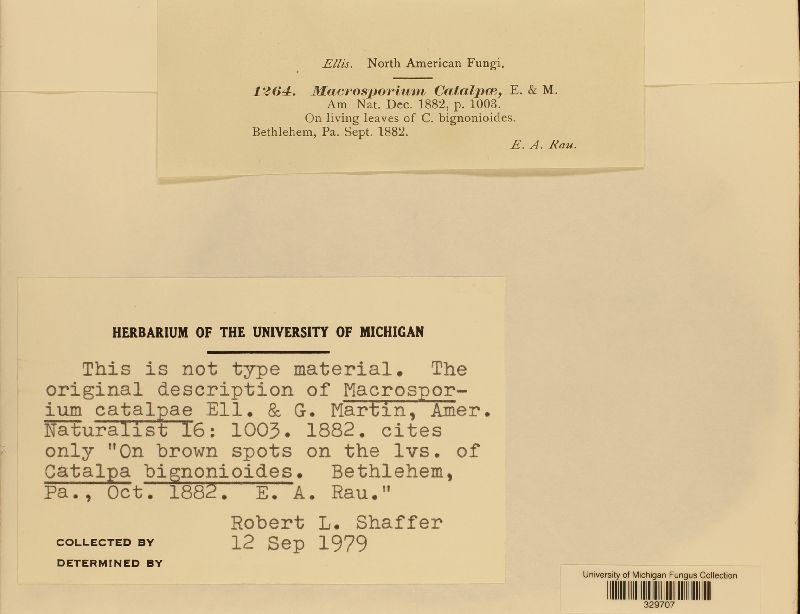 Ellis. North American Fungi.
1264. Macrosporium Catalpæ, E. & M.
Am Nat. Dec. 1882, p. 1003.
On living leaves of C. bignonioides.
Bethlehem, Pa. Sept. 1882.
E. A. Rau.
HERBARIUM OF THE UNIVERSITY OF MICHIGAN
This is not type material. The
original description of Macrospor-
ium catalpae Ell. & G. Martin, Amer.
Naturalist 16: 1003. 1882. cites
only "On brown spots on the lvs. of
Catalpa bignonioides. Bethlehem,
Pa., Oct. 1882. E. A. Rau."
Robert L. Shaffer
COLLECTED BY 12 Sep 1979
DETERMINED BY
University of Michigan Fungus Collection
329707